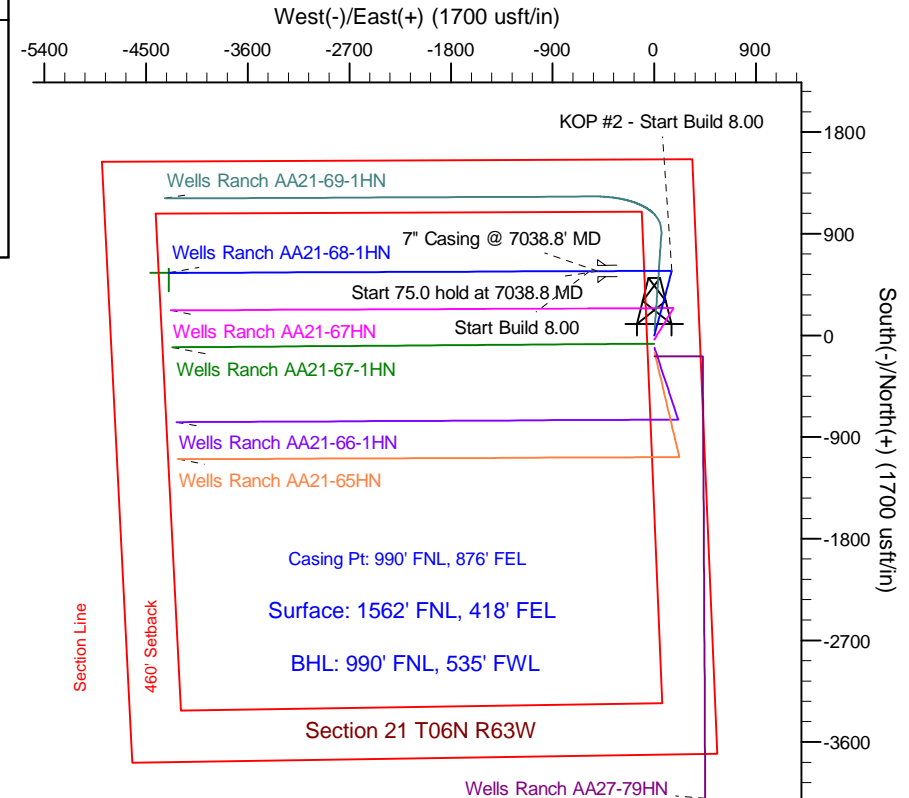 West(-)/East(+) (1700 usft/in)
-5400 -4500 -3600 -2700 -1800 -900 0 900
KOP #2 - Start Build 8.00
1800
Wells Ranch AA21-69-1HN
7" Casing @ 7038.8' MD
900
Wells Ranch AA21-68-1HN
Start 75.0 hold at 7038.8 MD
Start Build 8.00
Wells Ranch AA21-67HN
0
Wells Ranch AA21-67-1HN
South(-)/North(+) (1700 usft/in)
Wells Ranch AA21-66-1HN
-900
Wells Ranch AA21-65HN
-1800
Casing Pt: 990' FNL, 876' FEL
Surface: 1562' FNL, 418' FEL
Section Line
460' Setback
BHL: 990' FNL, 535' FWL
-2700
Section 21 T06N R63W
-3600
Wells Ranch AA27-79HN